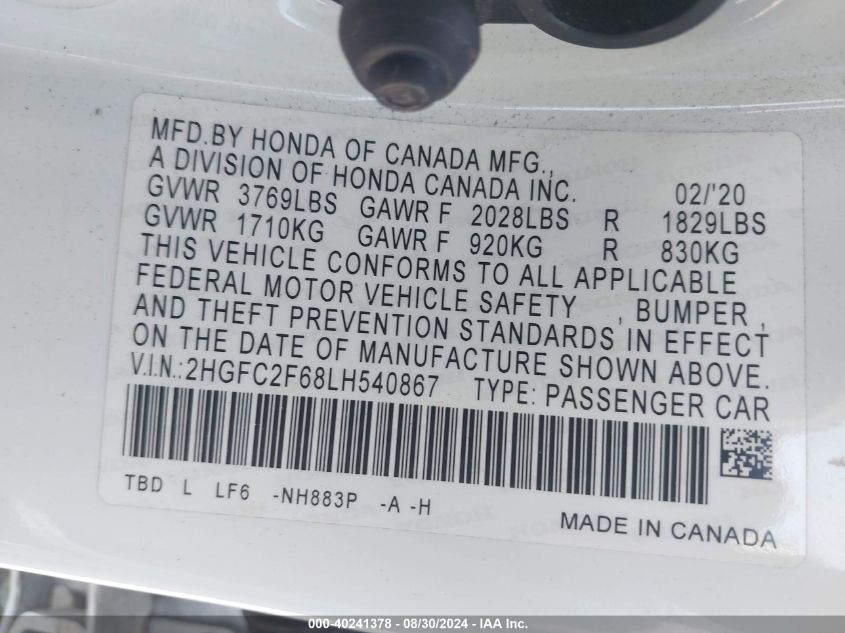 MFD.BY HONDA OF CANADA MFG.,
A DIVISION OF HONDA CANADA INC. 02/'20
GVWR 3769LBS GAWR F 2028LBS R 1829LBS
GVWR 1710KG GAWR F 920KG R 830KG
THIS VEHICLE CONFORMS TO ALL APPLICABLE
FEDERAL MOTOR VEHICLE SAFETY , BUMPER ,
AND THEFT PREVENTION STANDARDS IN EFFECT
ON THE DATE OF MANUFACTURE SHOWN ABOVE.
V.I.N.:2HGFC2F68LH540867 TYPE: PASSENGER CAR
TBD L LF6 -NH883P -A -H
MADE IN CANADA
000-40241378 - 08/30/2024 - IAA Inc.